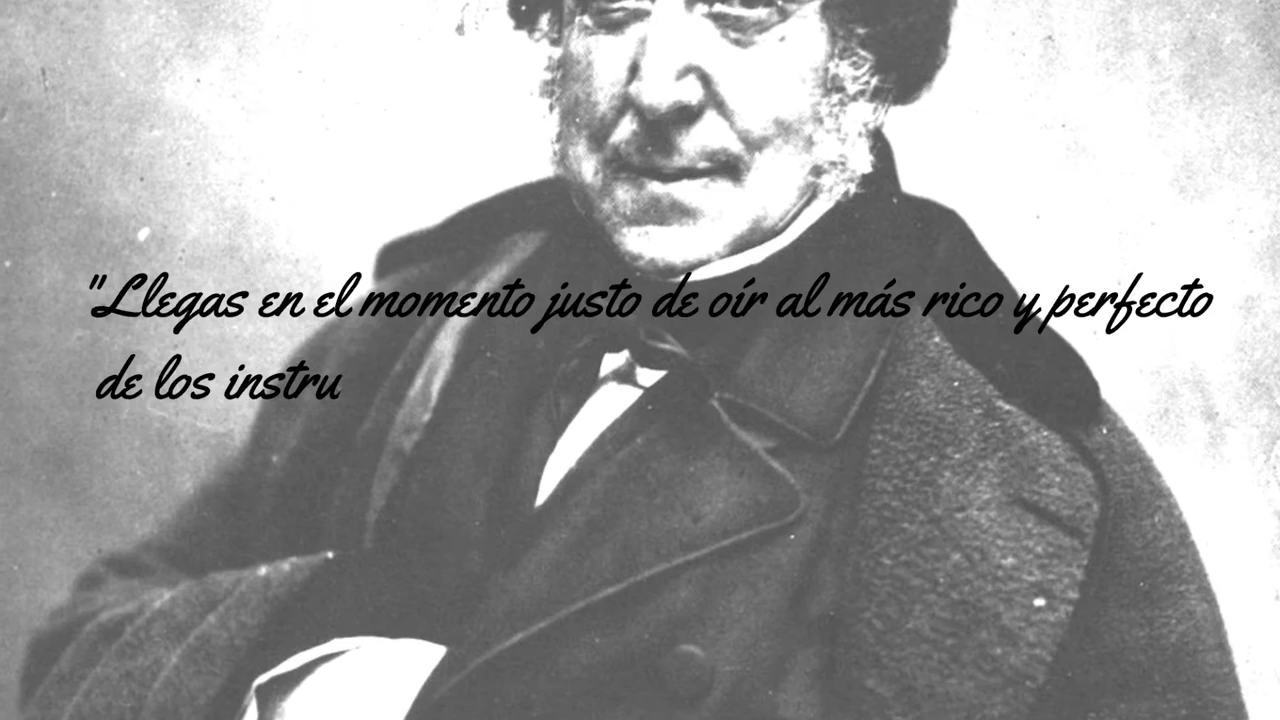 "Llegas en el momento justo de oír al más rico y perfecto
de los instru